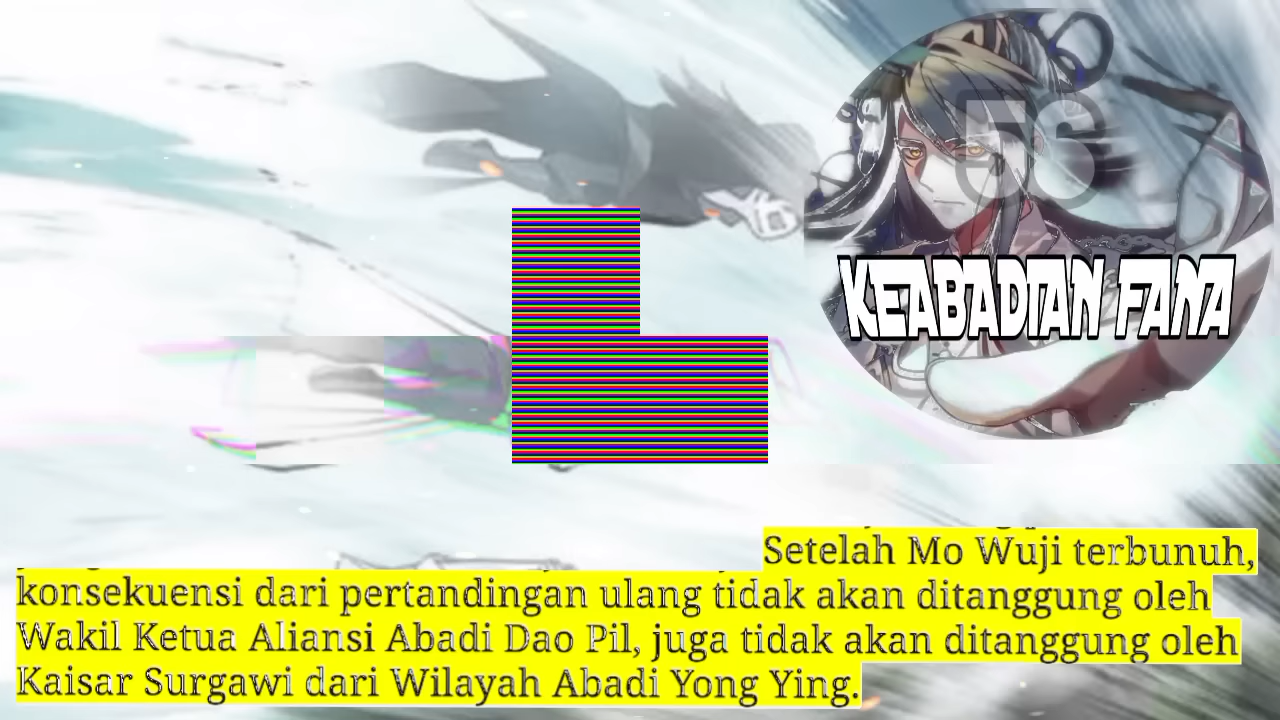 56
KEABADIAN FANA
Setelah Mo Wuji terbunuh,
konsekuensi dari pertandingan ulang tidak akan ditanggung oleh
Wakil Ketua Aliansi Abadi Dao Pil, juga tidak akan ditanggung oleh
Kaisar Surgawi dari Wilayah Abadi Yong Ying.